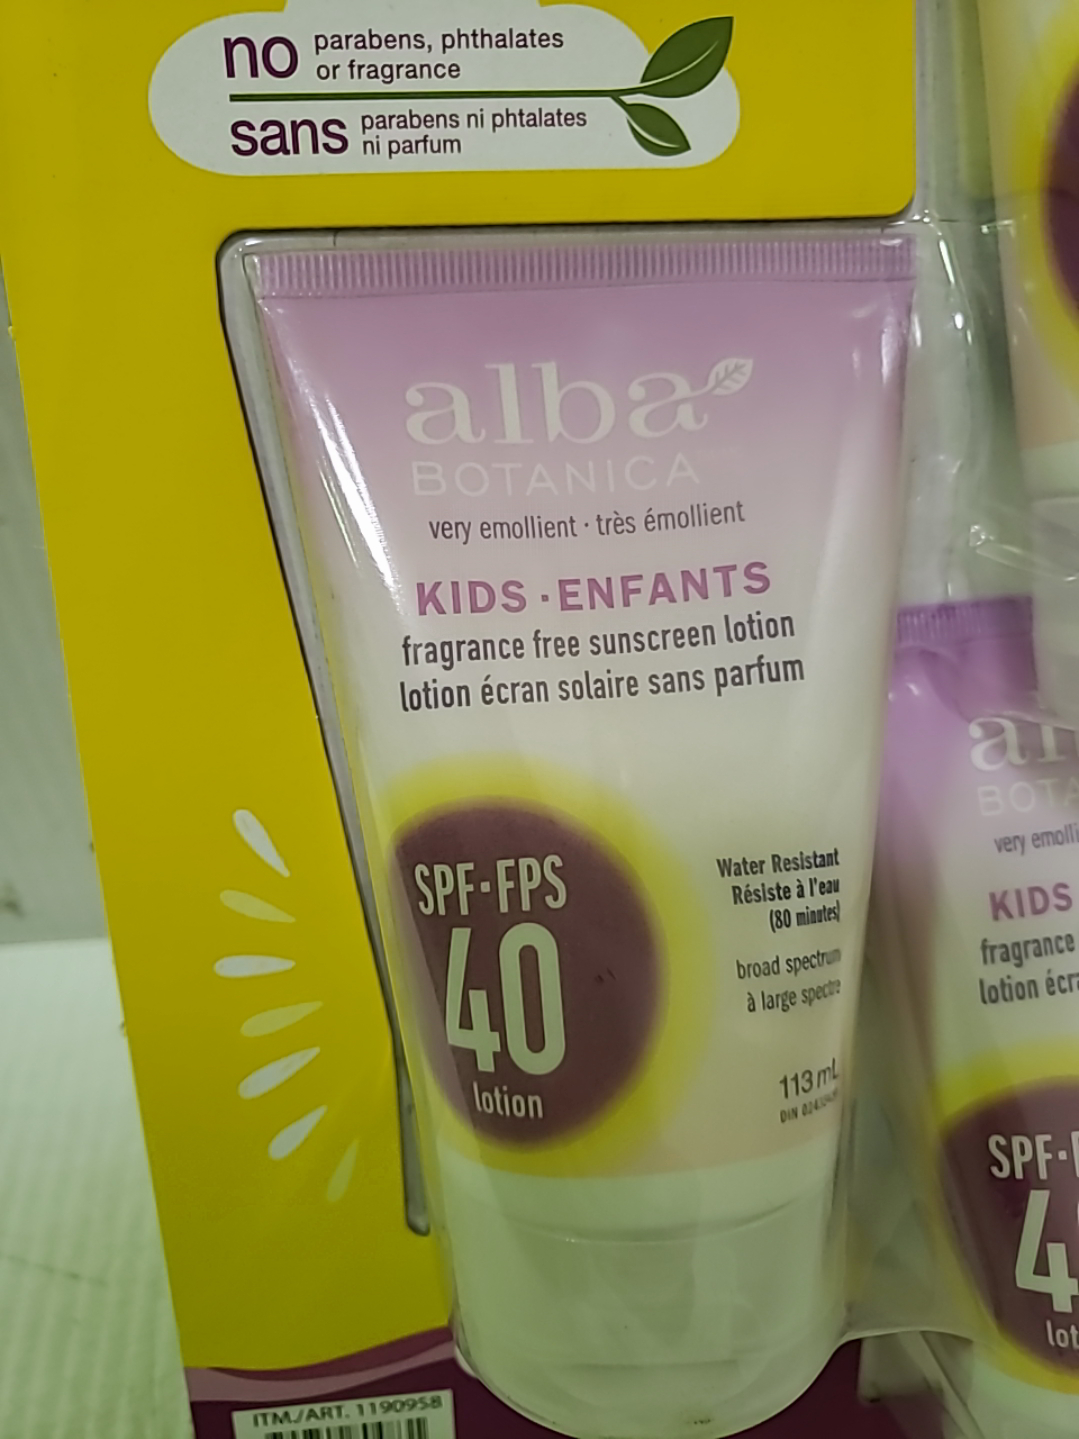 no parabens, phthalates
or fragrance
sans parabens ni phtalates
ni parfum
alba
BOTANICA
very emollient · très émollient
KIDS · ENFANTS
fragrance free sunscreen lotion
lotion écran solaire sans parfum
SPF·FPS
40
lotion
Water Resistant
Résiste à l'eau
(80 minutes)
broad spectrum
à large spectre
113 mL
DIN
ITM./ART. 1190958
BOTA
very
KIDS
fragrance
lotion
SPF·